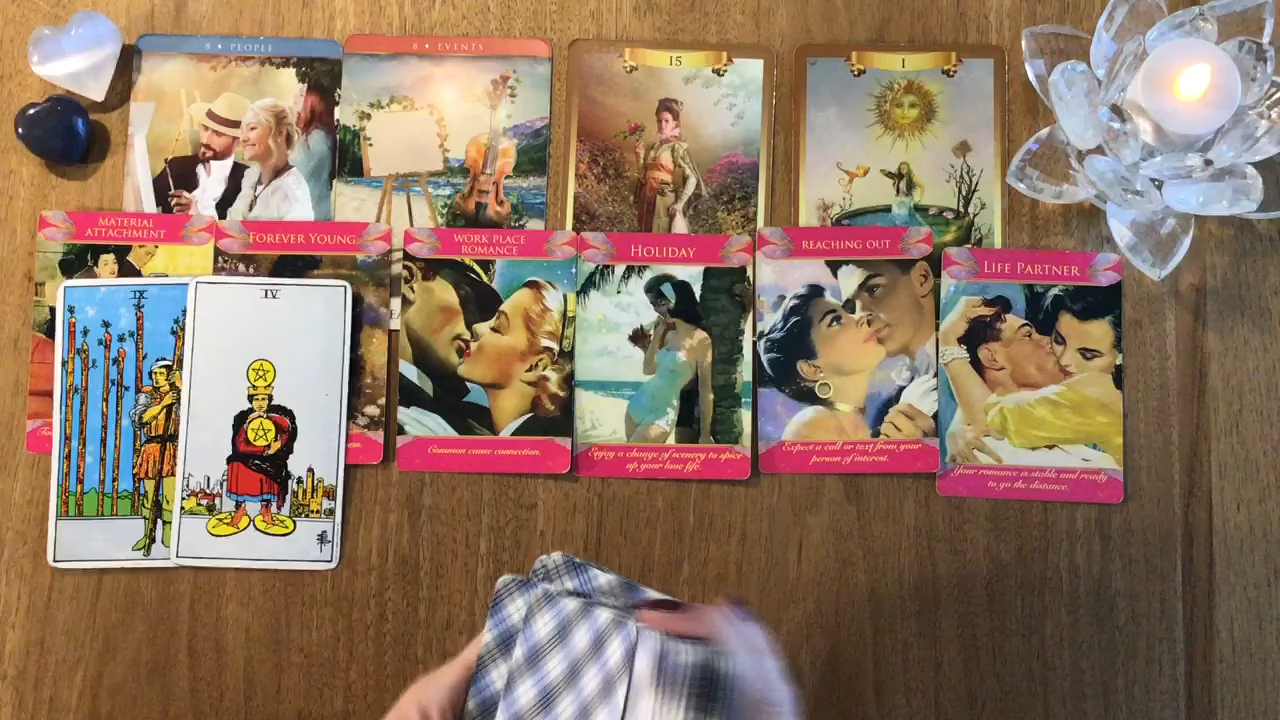 8 • PEOPLE
8 • EVENTS
15
I
MATERIAL
ATTACHMENT
FOREVER YOUNG
WORK PLACE
ROMANCE
HOLIDAY
REACHING OUT
LIFE PARTNER
IX
IV
Common cause connection.
Enjoy a change of scenery to spice
up your love life.
Expect a call or text from your
person of interest.
Your romance is stable and ready
to go the distance.